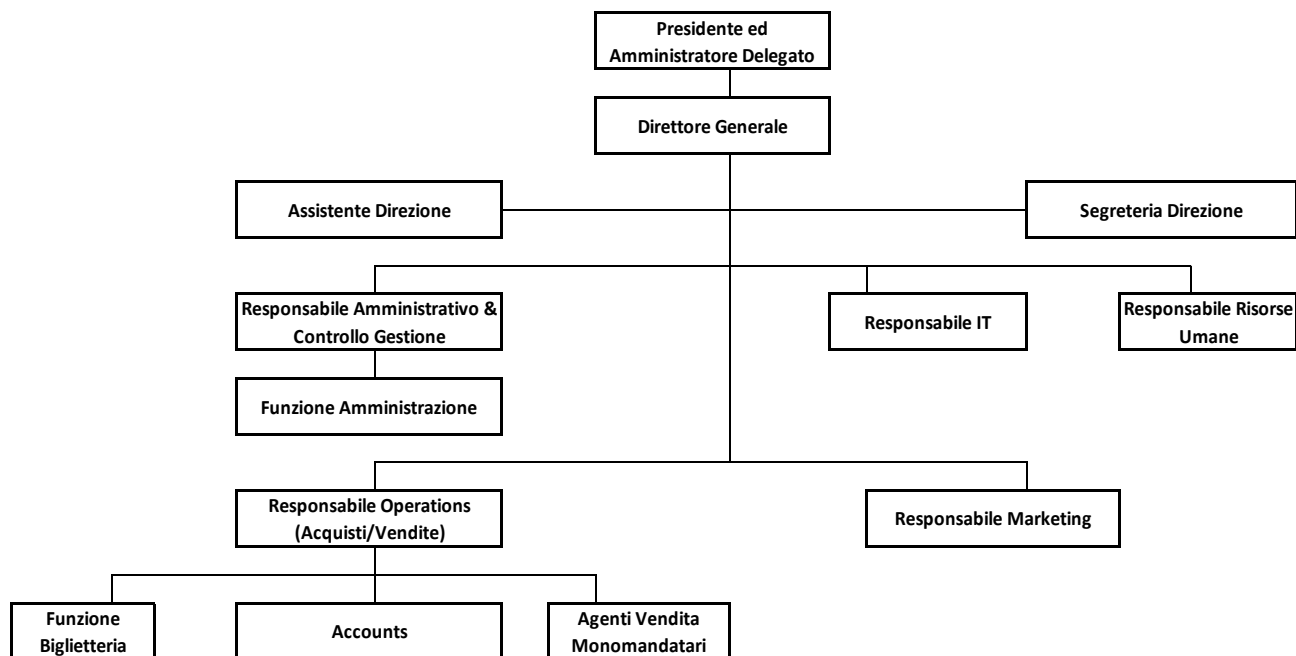 Presidente ed
Amministratore Delegato
Direttore Generale
Assistente Direzione
Segreteria Direzione
Responsabile Amministrativo &
Controllo Gestione
Responsabile IT
Responsabile Risorse
Umane
Funzione Amministrazione
Responsabile Operations
(Acquisti/Vendite)
Responsabile Marketing
Funzione
Biglietteria
Accounts
Agenti Vendita
Monomandatari